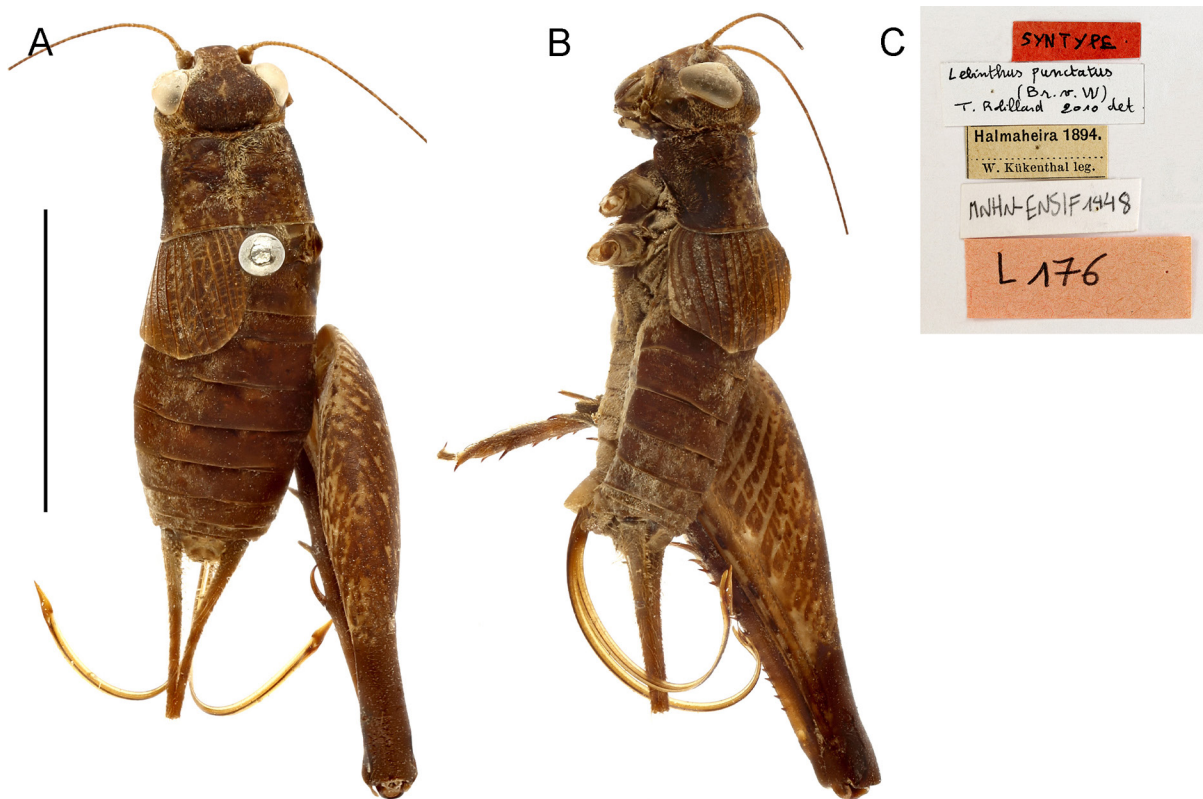 A
B
C
SYNTYPE
Lebinthus punctatus
(Br. v. W)
T. Robillard 2010 det
Halmaheira 1894.
W. Kükenthal leg.
MNHN-ENSIF1948
L 176